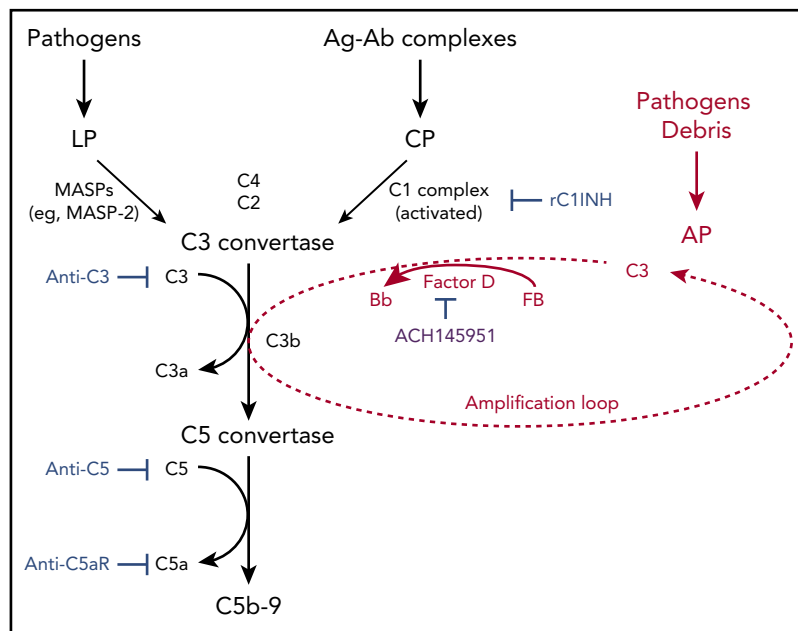 Pathogens
Ag-Ab complexes
Pathogens
Debris
LP
CP
MASPs
(eg, MASP-2)
C4
C2
C1 complex
(activated)
rC1INH
AP
C3 convertase
Anti-C3
C3
C3
Bb
Factor D
FB
ACH145951
C3b
C3a
Amplification loop
C5 convertase
Anti-C5
C5
Anti-C5aR
C5a
C5b-9